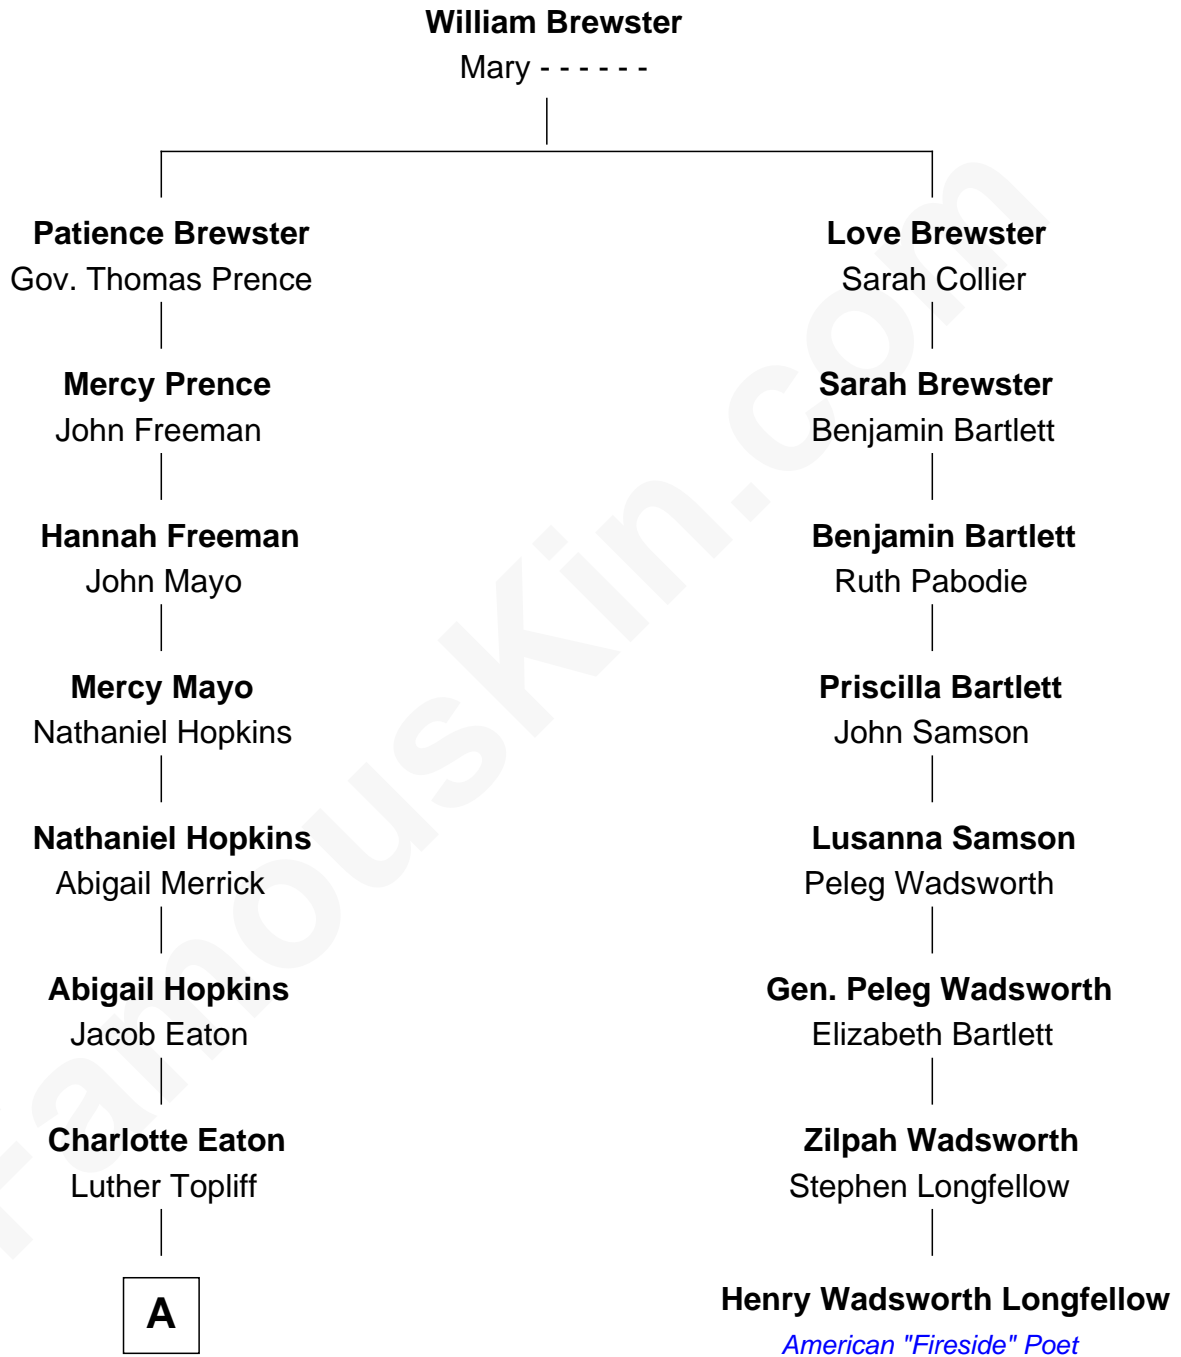 William Brewster
Mary - - - - - -
Patience Brewster
Gov. Thomas Prence
Mercy Prence
John Freeman
Hannah Freeman
John Mayo
Mercy Mayo
Nathaniel Hopkins
Nathaniel Hopkins
Abigail Merrick
Abigail Hopkins
Jacob Eaton
Charlotte Eaton
Luther Topliff
A
Love Brewster
Sarah Collier
Sarah Brewster
Benjamin Bartlett
Benjamin Bartlett
Ruth Pabodie
Priscilla Bartlett
John Samson
Lusanna Samson
Peleg Wadsworth
Gen. Peleg Wadsworth
Elizabeth Bartlett
Zilpah Wadsworth
Stephen Longfellow
Henry Wadsworth Longfellow
American "Fireside" Poet
FamousKin.com